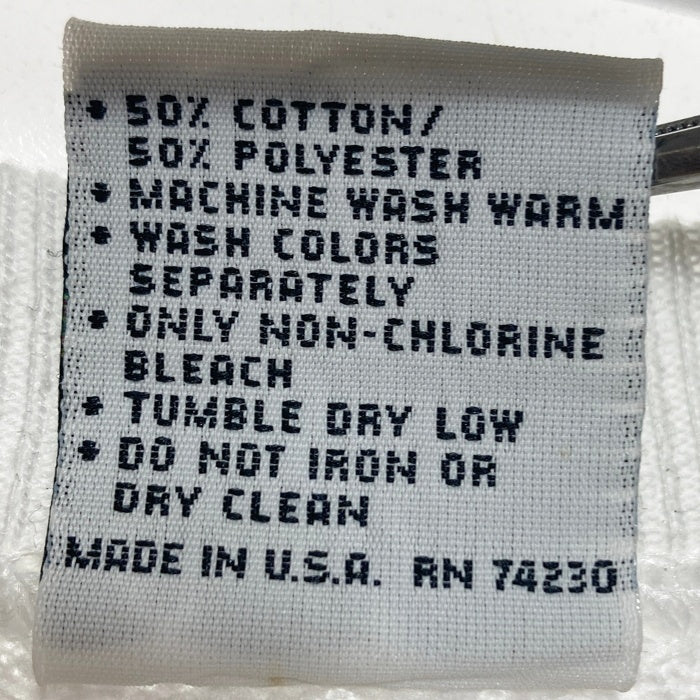 • 50% COTTON/
50% POLYESTER
• MACHINE WASH WARM
• WASH COLORS
SEPARATELY
• ONLY NON-CHLORINE
BLEACH
• TUMBLE DRY LOW
• DO NOT IRON OR
DRY CLEAN
MADE IN U.S.A. RN 74230